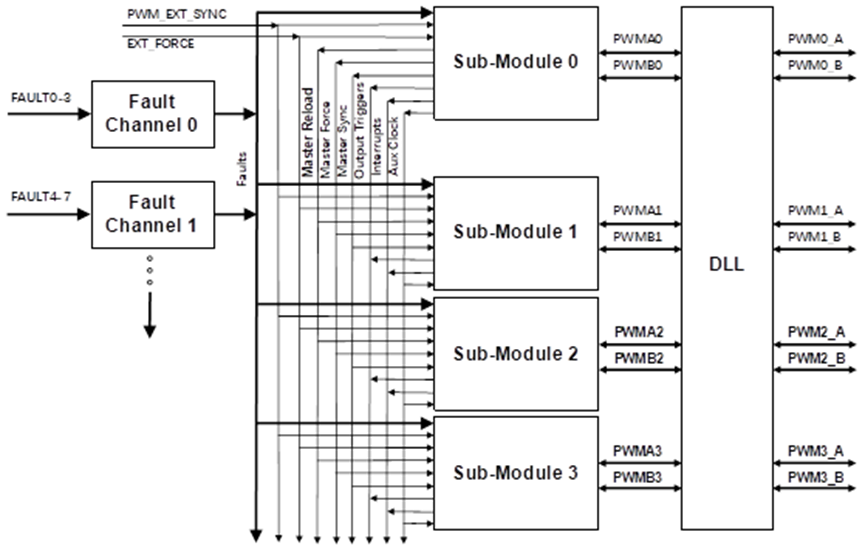 PWM_EXT_SYNC
EXT_FORCE
FAULT0-3
Fault
Channel 0
FAULT4-7
Fault
Channel 1
Faults
Master Reload
Master Force
Master Sync
Output Triggers
Interrupts
Aux Clock
Sub-Module 0
PWMA0
PWMB0
PWM0_A
PWM0_B
Sub-Module 1
PWMA1
PWMB1
DLL
PWM1_A
PWM1_B
Sub-Module 2
PWMA2
PWMB2
PWM2_A
PWM2_B
Sub-Module 3
PWMA3
PWMB3
PWM3_A
PWM3_B